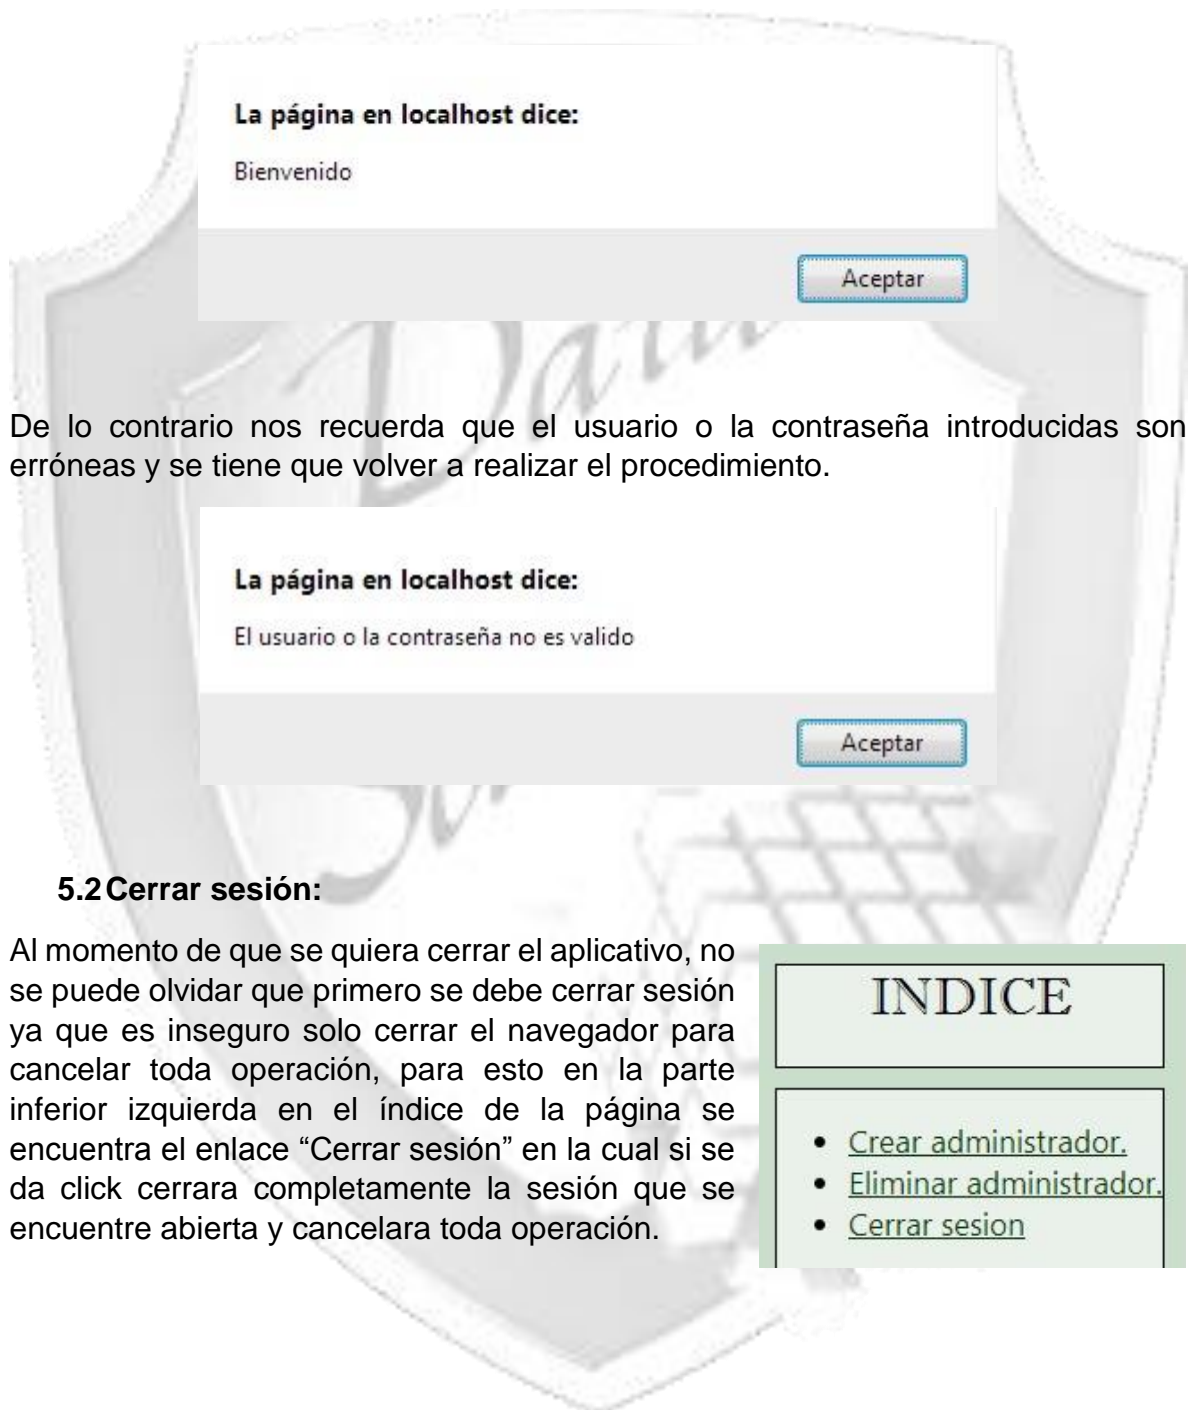 La página en localhost dice:
Bienvenido
Aceptar
De lo contrario nos recuerda que el usuario o la contraseña introducidas son
erróneas y se tiene que volver a realizar el procedimiento.
La página en localhost dice:
El usuario o la contraseña no es valido
Aceptar
5.2 Cerrar sesión:
Al momento de que se quiera cerrar el aplicativo, no
se puede olvidar que primero se debe cerrar sesión
ya que es inseguro solo cerrar el navegador para
cancelar toda operación, para esto en la parte
inferior izquierda en el índice de la página se
encuentra el enlace “Cerrar sesión” en la cual si se
da click cerrara completamente la sesión que se
encuentre abierta y cancelara toda operación.
INDICE
• Crear administrador.
• Eliminar administrador.
• Cerrar sesion